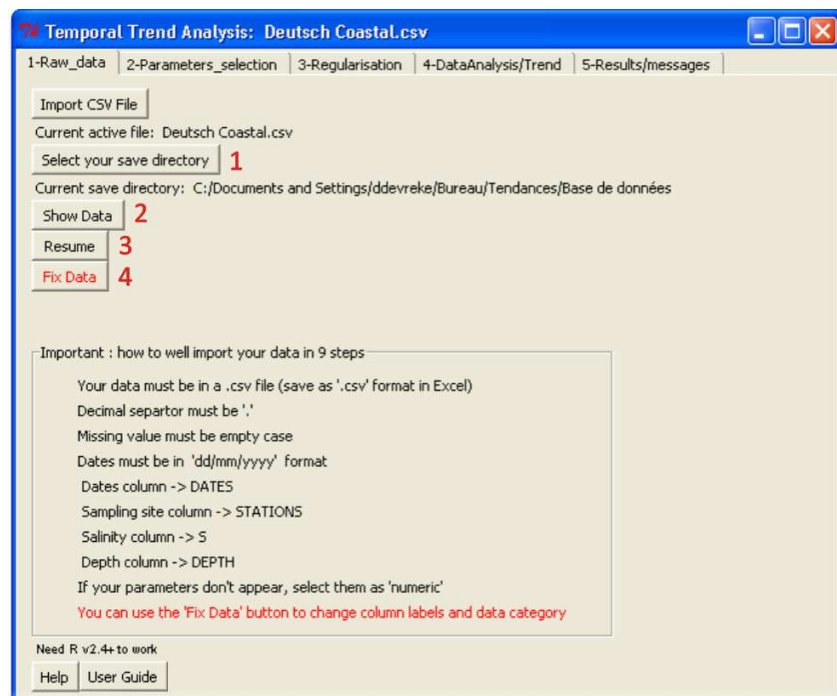 Temporal Trend Analysis: Deutsch Coastal.csv
1-Raw_data 2-Parameters_selection 3-Regularisation 4-DataAnalysis/Trend 5-Results/messages
Import CSV File
Current active file: Deutsch Coastal.csv
Select your save directory 1
Current save directory: C:/Documents and Settings/ddevreke/Bureau/Tendances/Base de données
Show Data 2
Resume 3
Fix Data 4
Important : how to well import your data in 9 steps
Your data must be in a .csv file (save as '.csv' format in Excel)
Decimal separtor must be '.'
Missing value must be empty case
Dates must be in 'dd/mm/yyyy' format
Dates column -> DATES
Sampling site column -> STATIONS
Salinity column -> S
Depth column -> DEPTH
If your parameters don't appear, select them as 'numeric'
You can use the 'Fix Data' button to change column labels and data category
Need R v2.4+ to work
Help User Guide